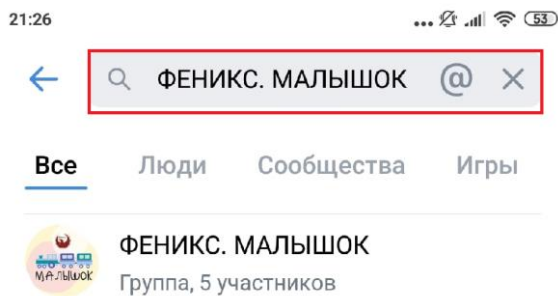 21:26 53
ФЕНИКС. МАЛЫШОК @
Все Люди Сообщества Игры
ФЕНИКС. МАЛЫШОК
МАЛЫШОК
Группа, 5 участников